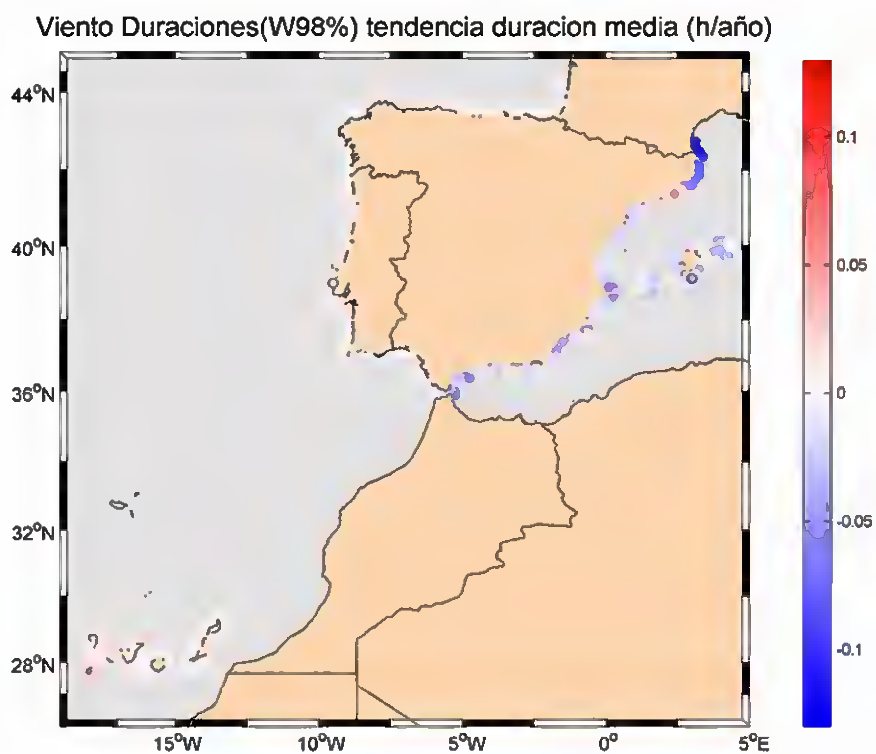 Viento Duraciones(W98%) tendencia duracion media (h/año)
44°N
40°N
36°N
32°N
28°N
15°W 10°W 5°W 0° 5°E
0.1
0.05
0
-0.05
-0.1